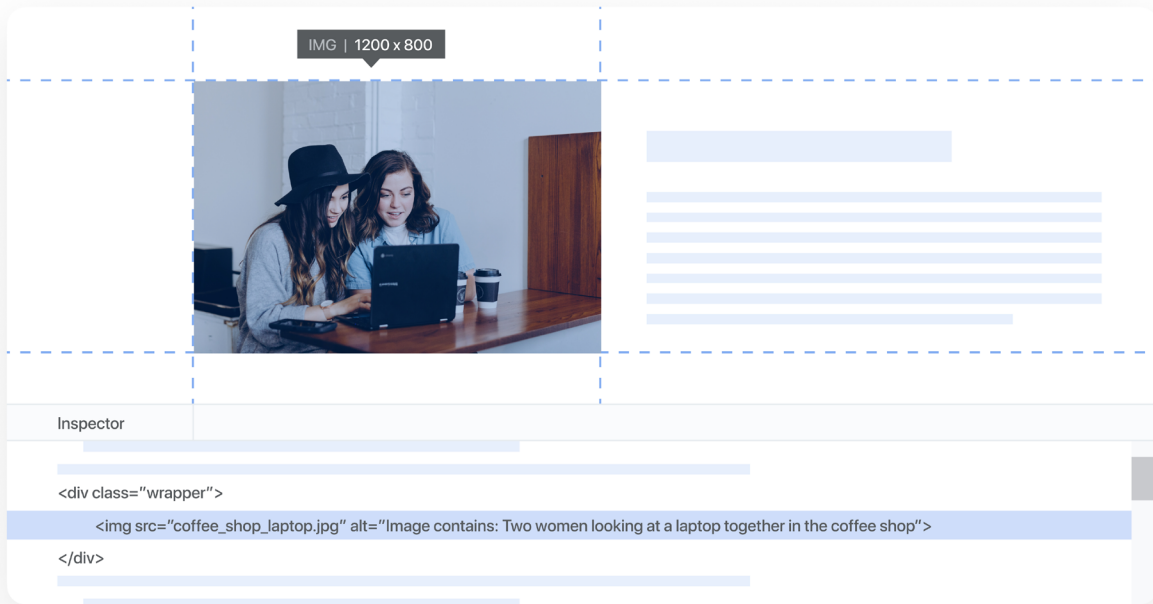 IMG | 1200 x 800
SAMSUNG
Inspector
<div class="wrapper">
<img src="coffee_shop_laptop.jpg" alt="Image contains: Two women looking at a laptop together in the coffee shop">
</div>